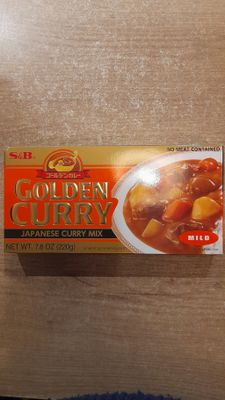 NO MEAT CONTAINED
S&B
ゴールデンカレー
GOLDEN
CURRY
JAPANESE CURRY MIX
MILD
NET WT. 7.8 OZ (220g)